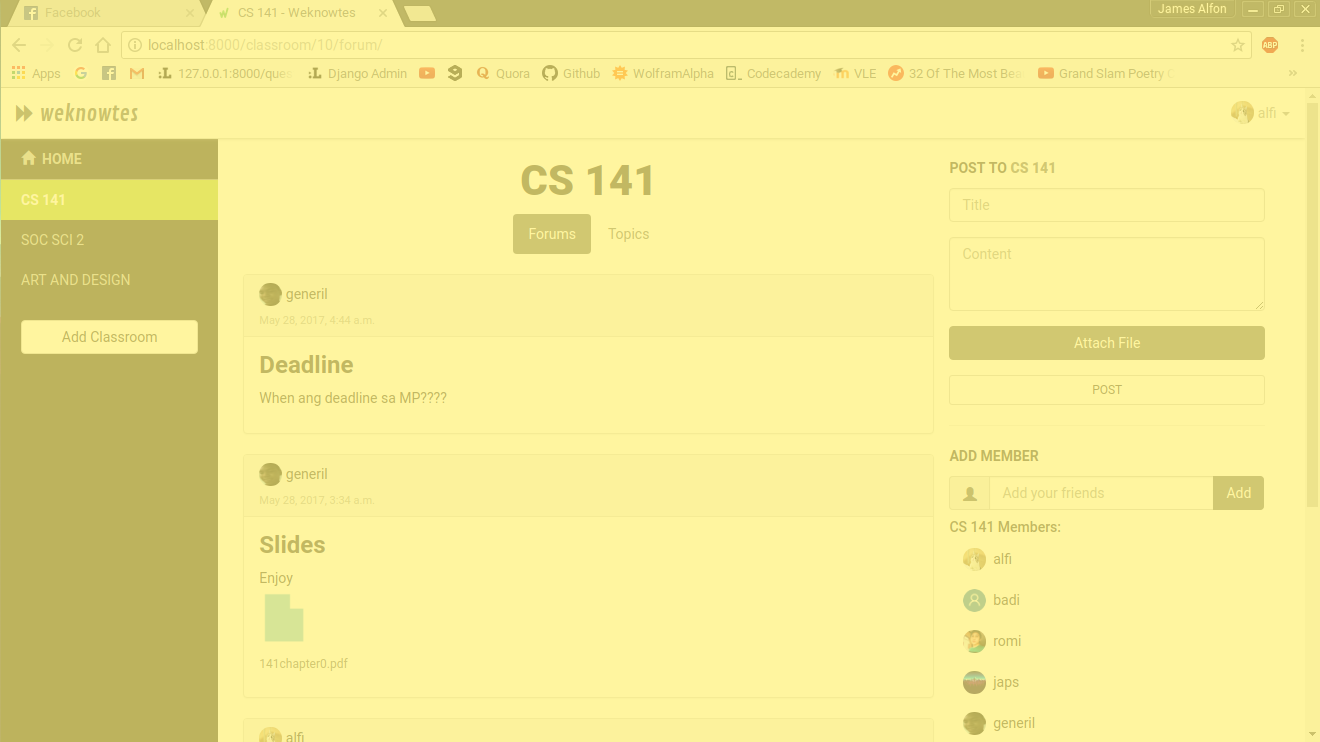 Facebook
CS 141 - Weknowtes
James Alfon
localhost:8000/classroom/10/forum/
ABP
Apps
127.0.0.1:8000/ques
Django Admin
Quora
Github
WolframAlpha
Codecademy
VLE
32 Of The Most Bea
Grand Slam Poetry C
weknowtes
alfi
HOME
CS 141
SOC SCI 2
ART AND DESIGN
Add Classroom
CS 141
Forums
Topics
generil
May 28, 2017, 4:44 a.m.
Deadline
When ang deadline sa MP????
generil
May 28, 2017, 3:34 a.m.
Slides
Enjoy
141chapter0.pdf
alfi
POST TO CS 141
Title
Content
Attach File
POST
ADD MEMBER
Add your friends
Add
CS 141 Members:
alfi
badi
romi
japs
generil